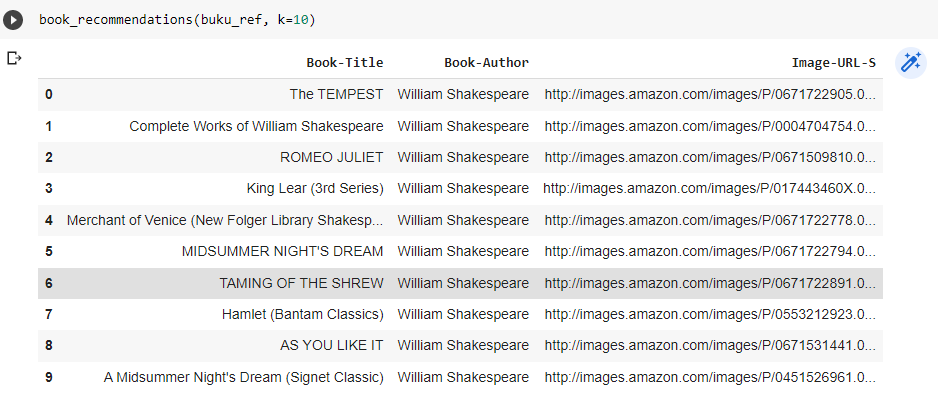 book_recommendations(buku_ref, k=10)
Book-Title Book-Author Image-URL-S
0 The TEMPEST William Shakespeare http://images.amazon.com/images/P/0671722905.0...
1 Complete Works of William Shakespeare William Shakespeare http://images.amazon.com/images/P/0004704754.0...
2 ROMEO JULIET William Shakespeare http://images.amazon.com/images/P/0671509810.0...
3 King Lear (3rd Series) William Shakespeare http://images.amazon.com/images/P/017443460X.0...
4 Merchant of Venice (New Folger Library Shakesp... William Shakespeare http://images.amazon.com/images/P/0671722778.0...
5 MIDSUMMER NIGHT'S DREAM William Shakespeare http://images.amazon.com/images/P/0671722794.0...
6 TAMING OF THE SHREW William Shakespeare http://images.amazon.com/images/P/0671722891.0...
7 Hamlet (Bantam Classics) William Shakespeare http://images.amazon.com/images/P/0553212923.0...
8 AS YOU LIKE IT William Shakespeare http://images.amazon.com/images/P/0671531441.0...
9 A Midsummer Night's Dream (Signet Classic) William Shakespeare http://images.amazon.com/images/P/0451526961.0...